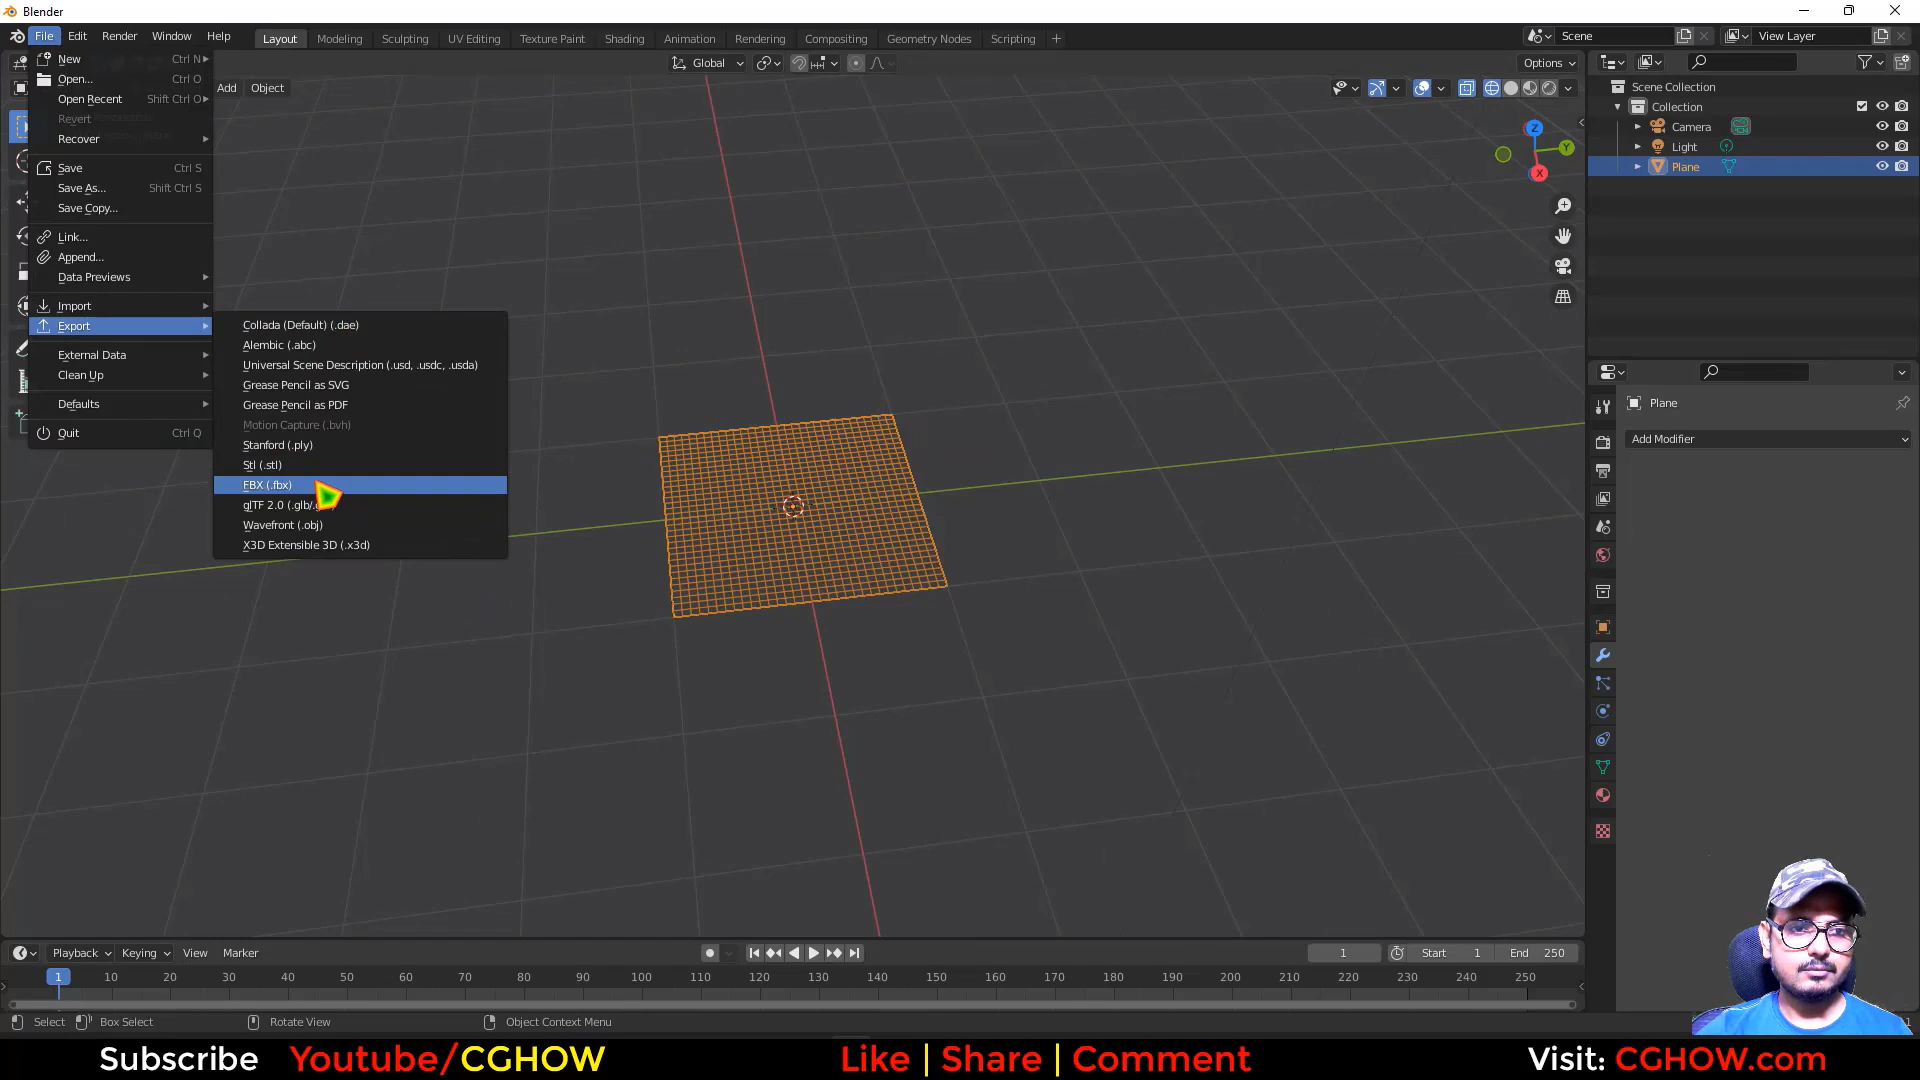 Blender
File Edit Render Window Help Layout Modeling Sculpting UV Editing Texture Paint Shading Animation Rendering Compositing Geometry Nodes Scripting + Scene View Layer
Global Options
Add Object
New Ctrl N
Open... Ctrl O
Open Recent Shift Ctrl O
Revert
Recover
Save Ctrl S
Save As... Shift Ctrl S
Save Copy...
Link...
Append...
Data Previews
Import
Export
External Data
Clean Up
Defaults
Quit Ctrl Q
Collada (Default) (.dae)
Alembic (.abc)
Universal Scene Description (.usd, .usdc, .usda)
Grease Pencil as SVG
Grease Pencil as PDF
Motion Capture (.bvh)
Stanford (.ply)
Stl (.stl)
FBX (.fbx)
glTF 2.0 (.glb/.g
Wavefront (.obj)
X3D Extensible 3D (.x3d)
Z
Y
X
Scene Collection
Collection
Camera
Light
Plane
Plane
Add Modifier
Playback Keying View Marker 1 Start 1 End 250
1 10 20 30 40 50 60 70 80 90 100 110 120 130 140 150 160 170 180 190 200 210 220 230 240 250
Select Box Select Rotate View Object Context Menu
Subscribe Youtube/CGHOW Like | Share | Comment Visit: CGHOW.com